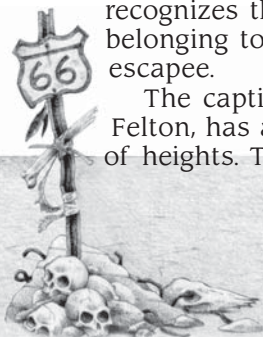 recognizes th
belonging to
escapee.
The capti
Felton, has a
of heights. T
66